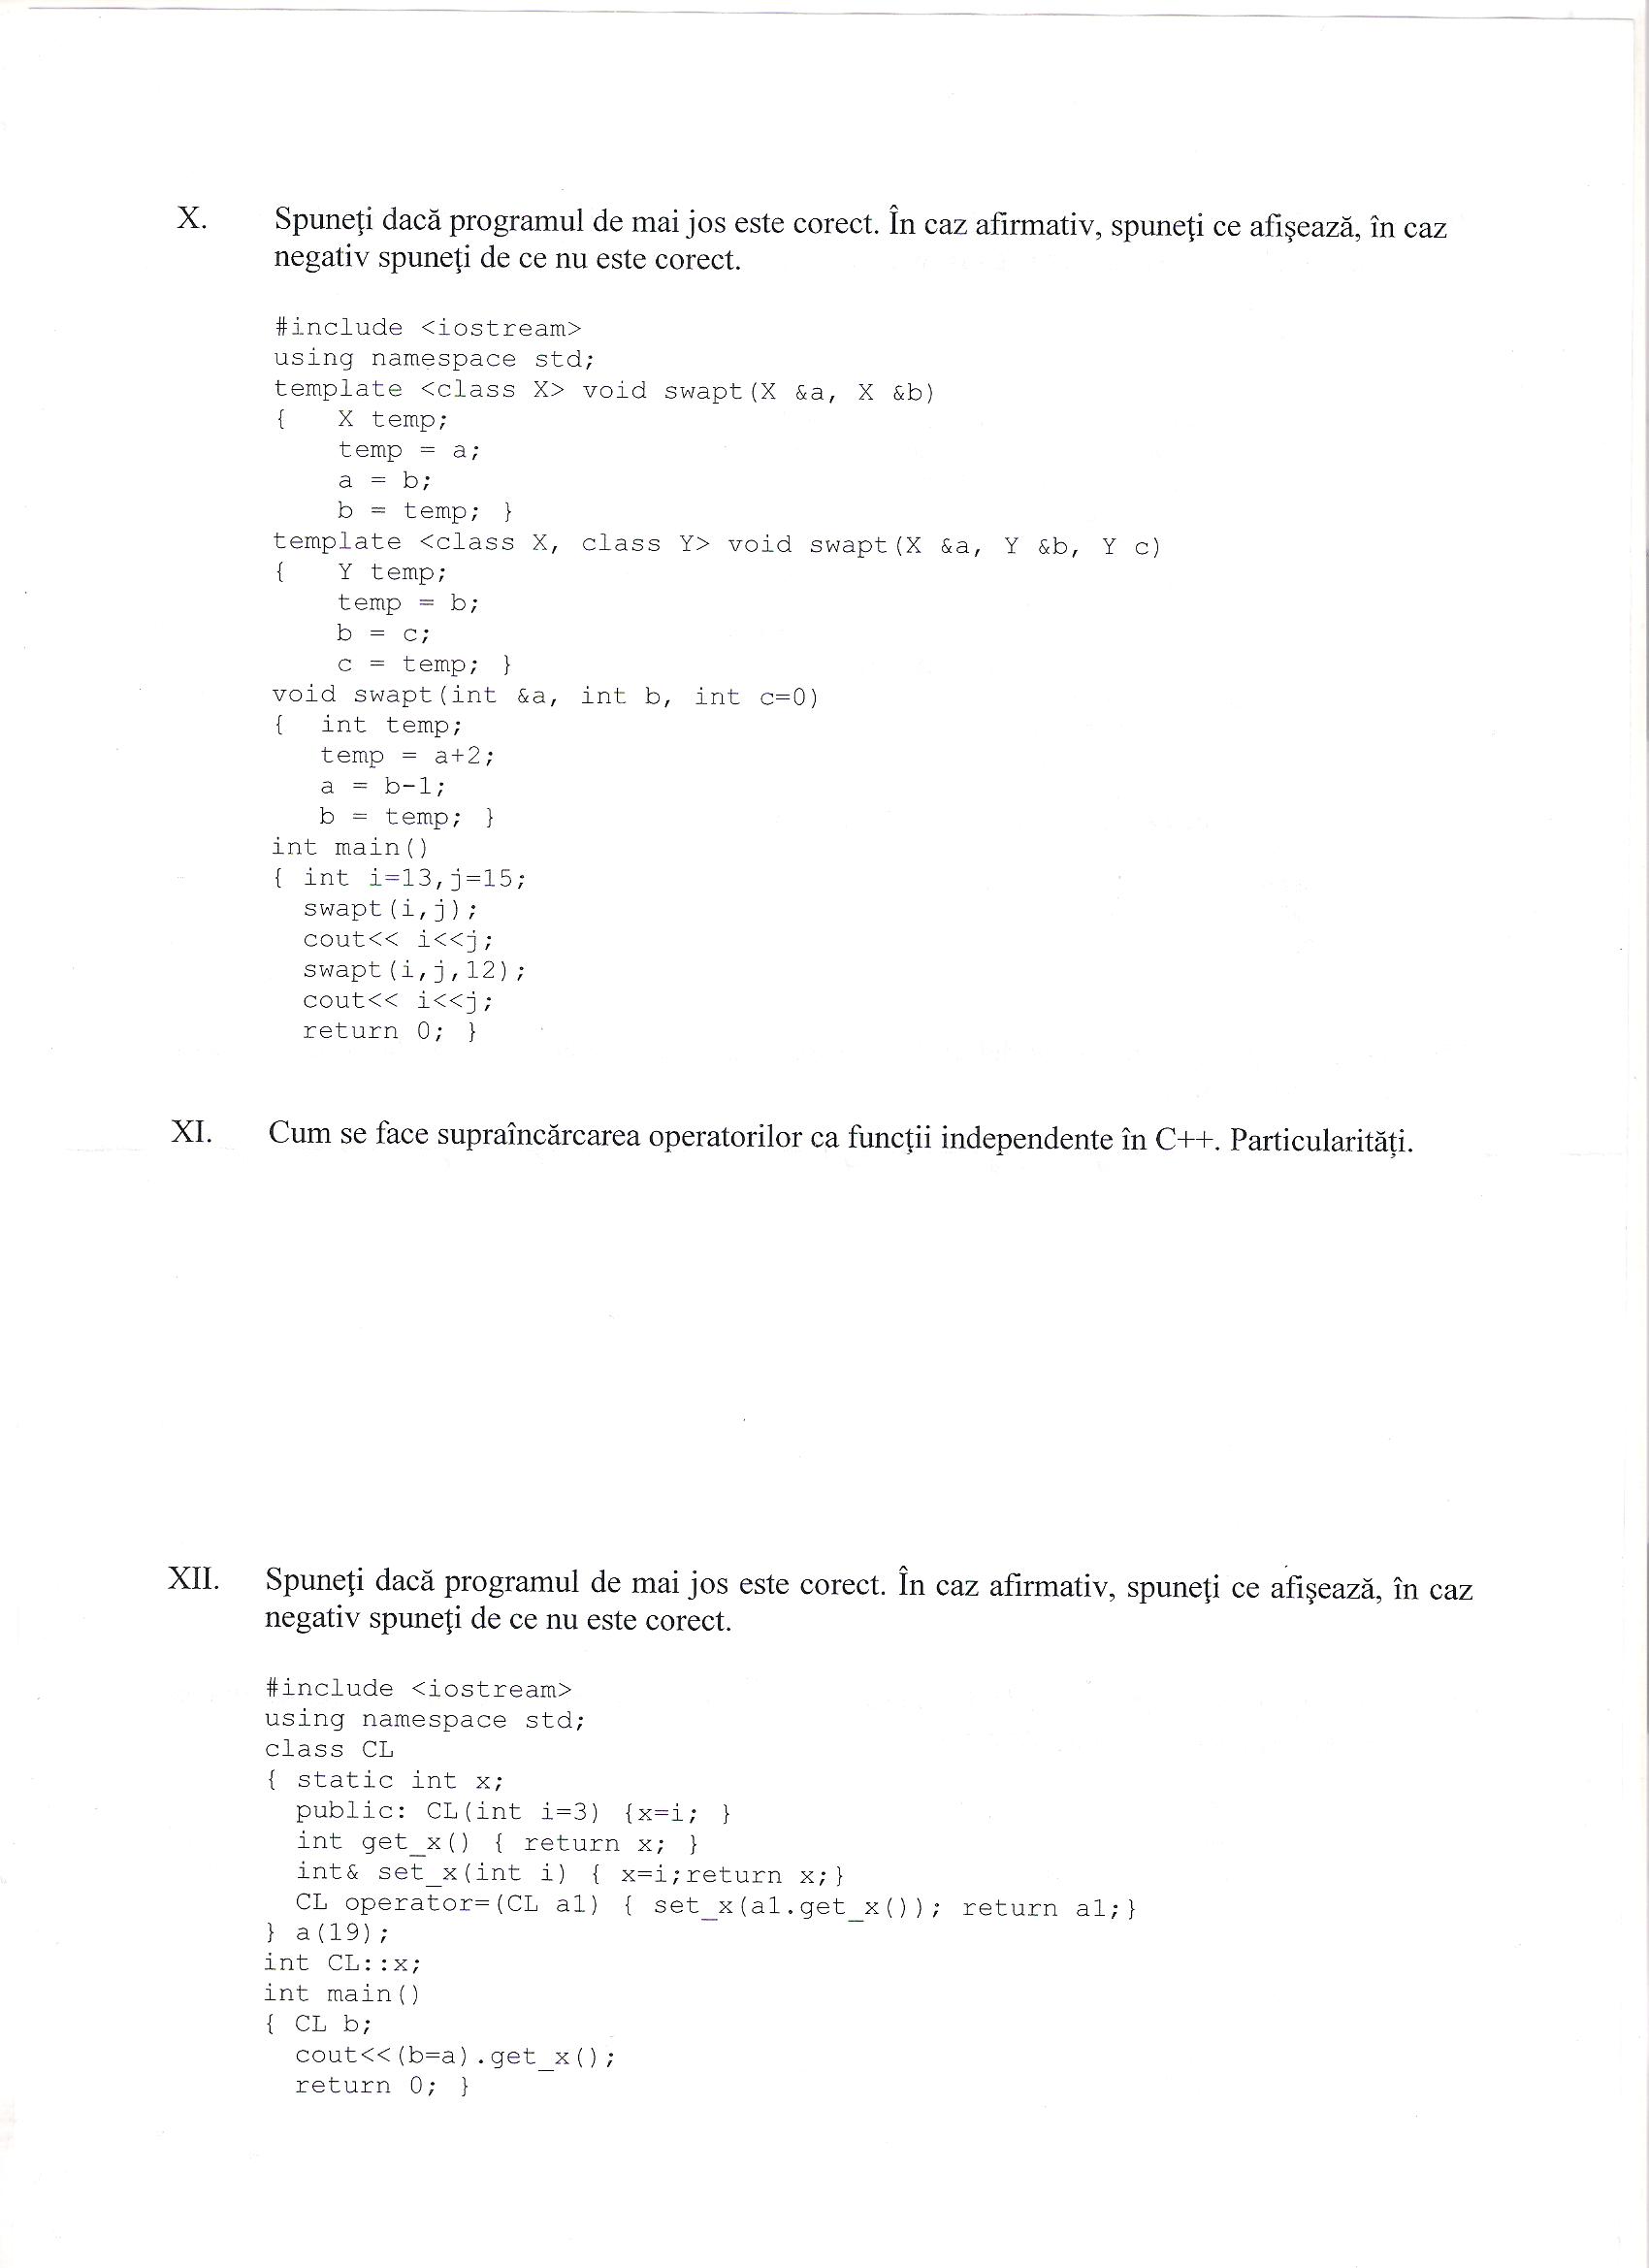 X. Spuneţi dacă programul de mai jos este corect. În caz afirmativ, spuneţi ce afişează, în caz
negativ spuneţi de ce nu este corect.
#include <iostream>
using namespace std;
template <class X> void swapt(X &a, X &b)
{ X temp;
temp = a;
a = b;
b = temp; }
template <class X, class Y> void swapt(X &a, Y &b, Y c)
{ Y temp;
temp = b;
b = c;
c = temp; }
void swapt(int &a, int b, int c=0)
{ int temp;
temp = a+2;
a = b-1;
b = temp; }
int main()
{ int i=13,j=15;
swapt(i,j);
cout<< i<<j;
swapt(i,j,12);
cout<< i<<j;
return 0; }
XI. Cum se face supraîncărcarea operatorilor ca funcţii independente în C++. Particularităţi.
XII. Spuneţi dacă programul de mai jos este corect. În caz afirmativ, spuneţi ce afişează, în caz
negativ spuneţi de ce nu este corect.
#include <iostream>
using namespace std;
class CL
{ static int x;
public: CL(int i=3) {x=i; }
int get_x() { return x; }
int& set_x(int i) { x=i;return x;}
CL operator=(CL a1) { set_x(a1.get_x()); return a1;}
} a(19);
int CL::x;
int main()
{ CL b;
cout<<(b=a).get_x();
return 0; }